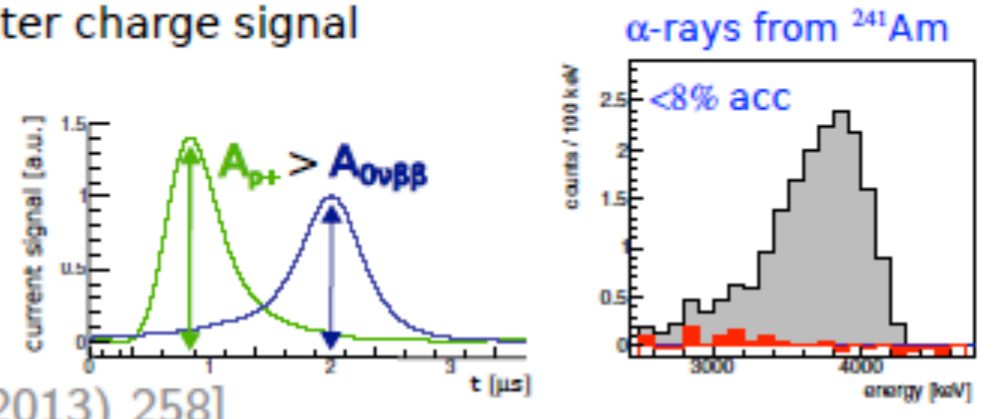 ter charge signal
current signal [a.u.]
1.5
1
0.5
0
A_p+ > A_0νββ
0
1
2
3
t [μs]
2013) 258]
α-rays from ²⁴¹Am
<8% acc
counts / 100 keV
2.5
2
1.5
1
0.5
0
3000
4000
energy [keV]